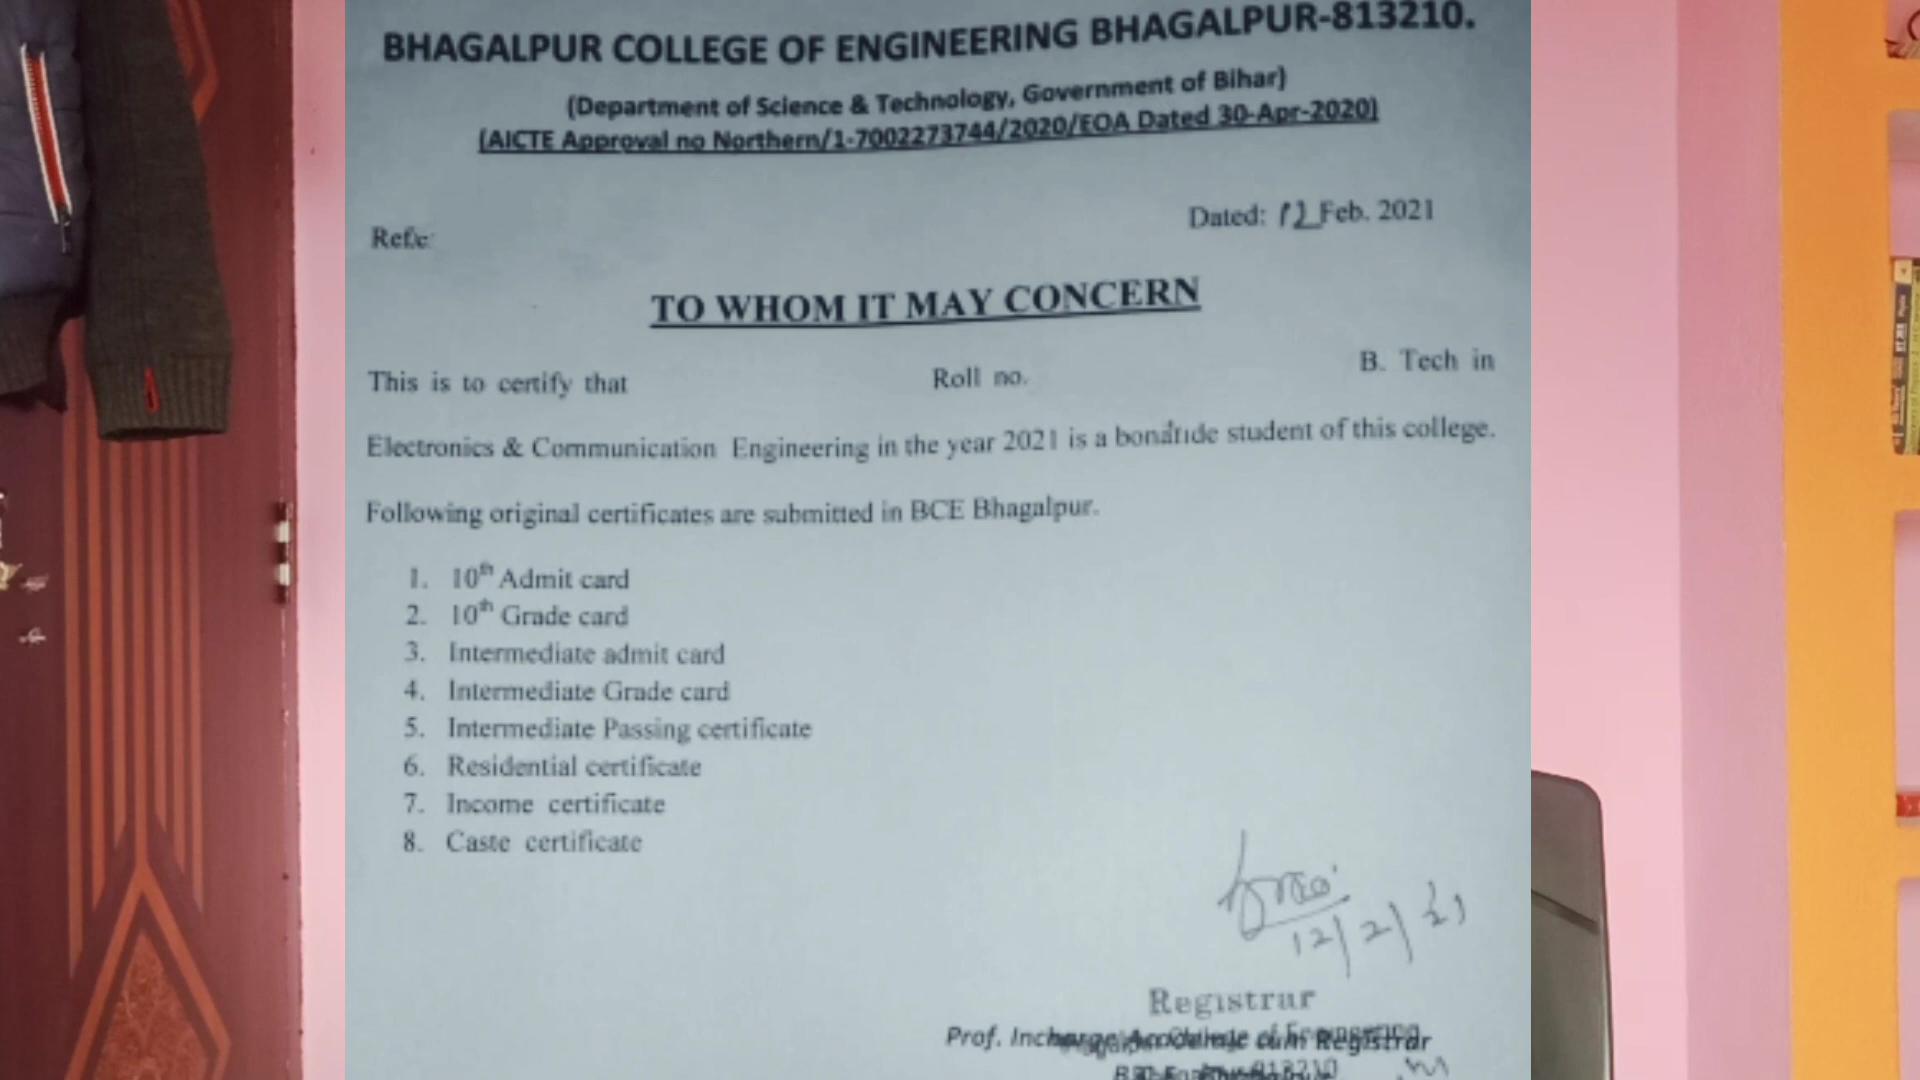 BHAGALPUR COLLEGE OF ENGINEERING BHAGALPUR-813210.
(Department of Science & Technology, Government of Bihar)
(AICTE Approval no Northern/1-7002273744/2020/EOA Dated 30-Apr-2020)
Dated: 12 Feb. 2021
TO WHOM IT MAY CONCERN
This is to certify that Roll no. B. Tech in
Electronics & Communication Engineering in the year 2021 is a bonafide student of this college.
Following original certificates are submitted in BCE Bhagalpur.
1. 10th Admit card
2. 10th Grade card
3. Intermediate admit card
4. Intermediate Grade card
5. Intermediate Passing certificate
6. Residential certificate
7. Income certificate
8. Caste certificate
12/2/21
Registrar
Prof. Incharge Registrar